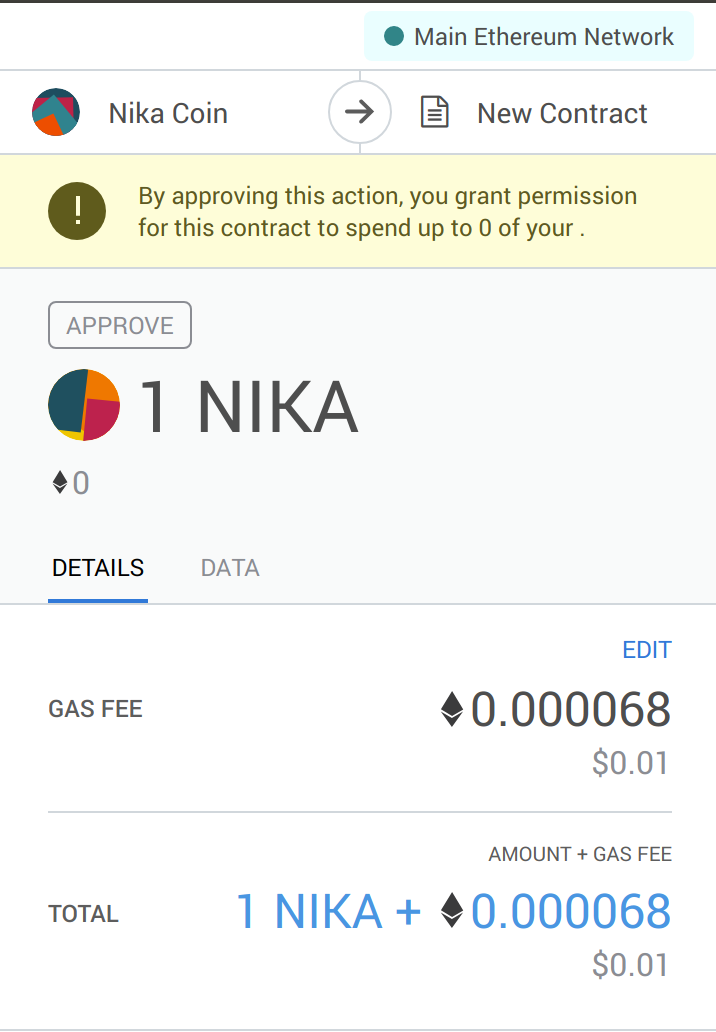 Main Ethereum Network
Nika Coin
New Contract
!
By approving this action, you grant permission
for this contract to spend up to 0 of your .
APPROVE
1 NIKA
0
DETAILS
DATA
EDIT
GAS FEE
0.000068
$0.01
AMOUNT + GAS FEE
TOTAL
1 NIKA + 0.000068
$0.01